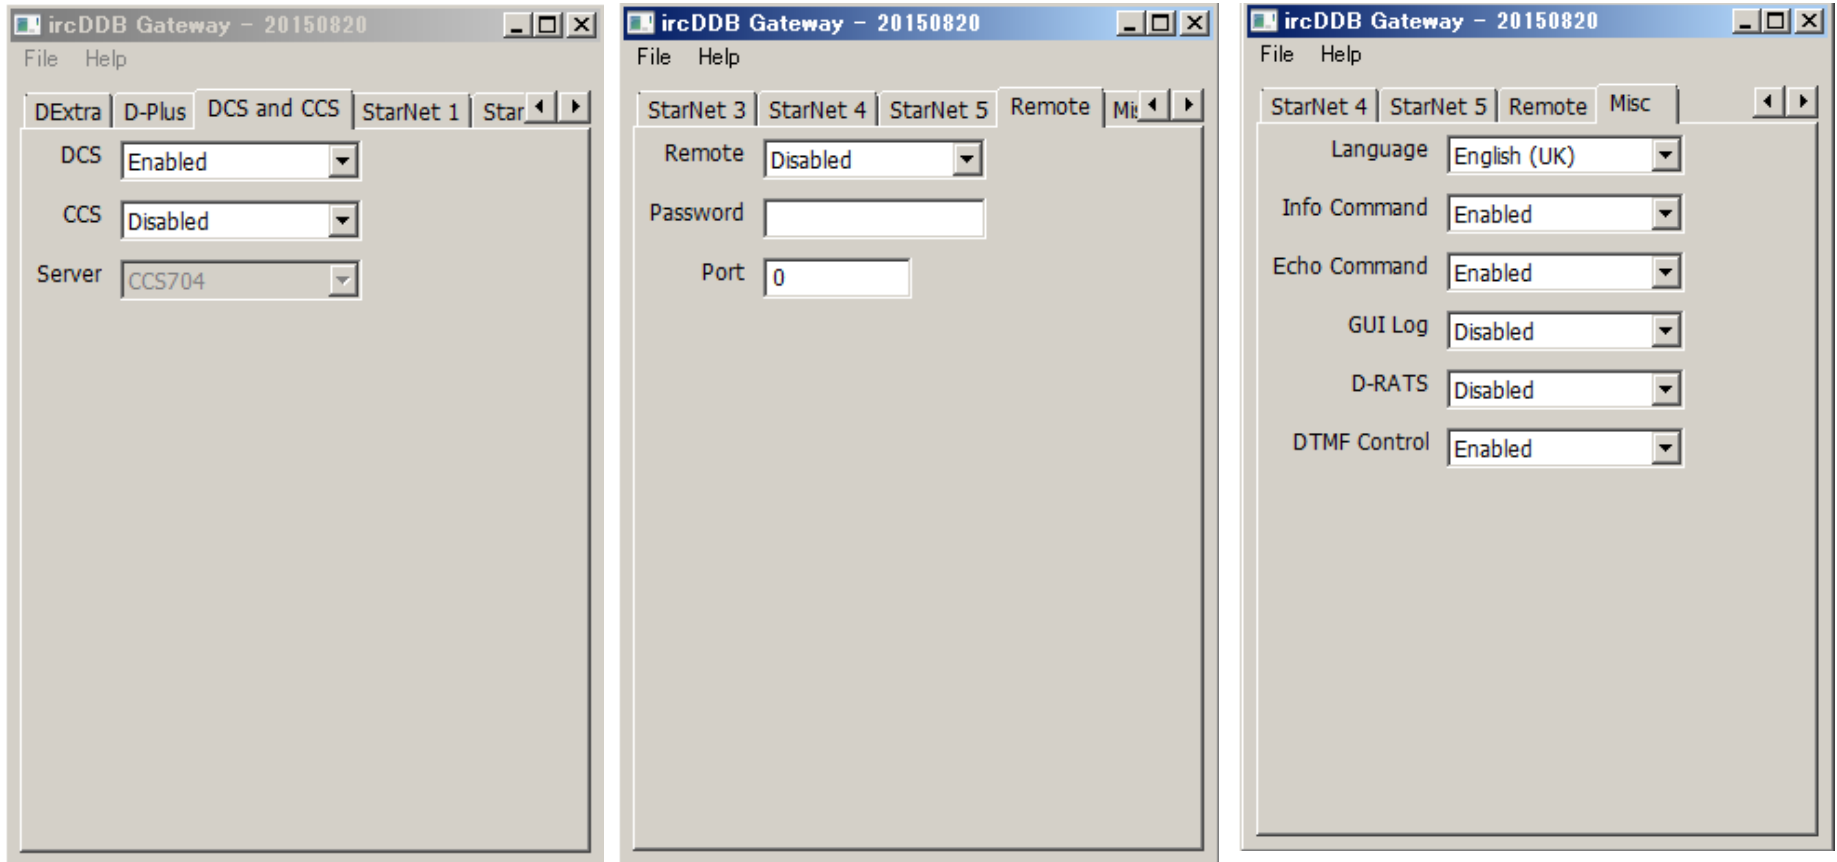 ircDDB Gateway - 20150820
File Help
DExtra D-Plus DCS and CCS StarNet 1 Star
DCS Enabled
CCS Disabled
Server CCS704
ircDDB Gateway - 20150820
File Help
StarNet 3 StarNet 4 StarNet 5 Remote Mis
Remote Disabled
Password
Port 0
ircDDB Gateway - 20150820
File Help
StarNet 4 StarNet 5 Remote Misc
Language English (UK)
Info Command Enabled
Echo Command Enabled
GUI Log Disabled
D-RATS Disabled
DTMF Control Enabled